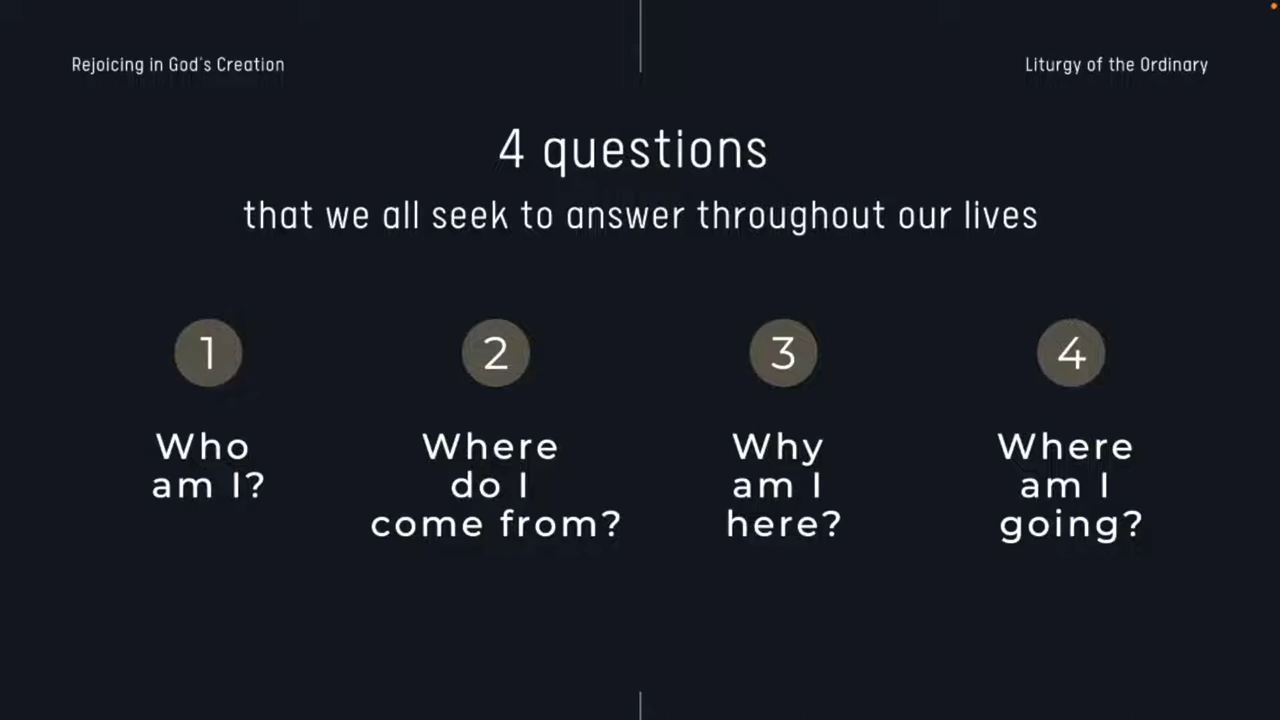 Rejoicing in God's Creation
Liturgy of the Ordinary
4 questions
that we all seek to answer throughout our lives
1
Who
am I?
2
Where
do I
come from?
3
Why
am I
here?
4
Where
am I
going?